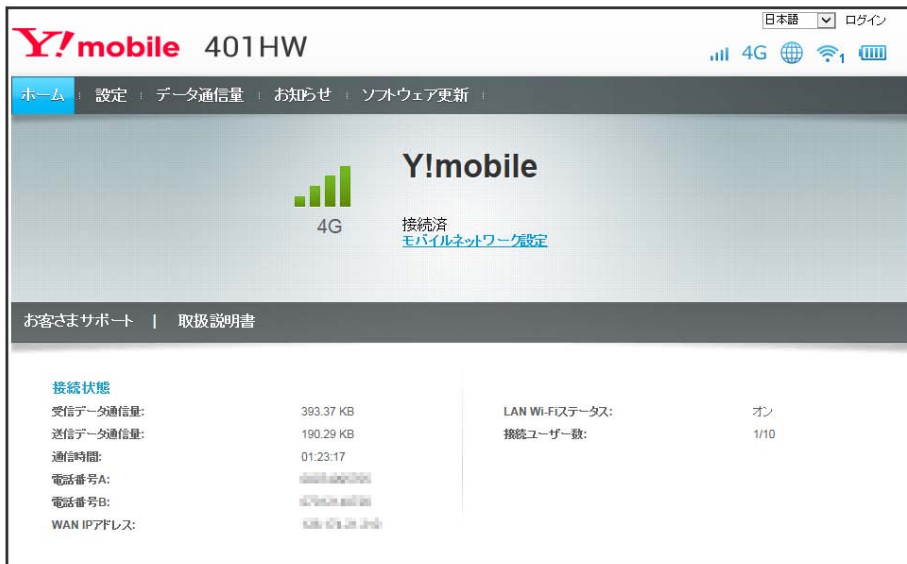 日本語 ログイン
Y!mobile 401HW
4G 1
ホーム 設定 データ通信量 お知らせ ソフトウェア更新
Y!mobile
4G
接続済
モバイルネットワーク設定
お客さまサポート | 取扱説明書
接続状態
受信データ通信量: 393.37 KB
送信データ通信量: 190.29 KB
通信時間: 01:23:17
電話番号A:
電話番号B:
WAN IPアドレス:
LAN Wi-Fiステータス: オン
接続ユーザー数: 1/10